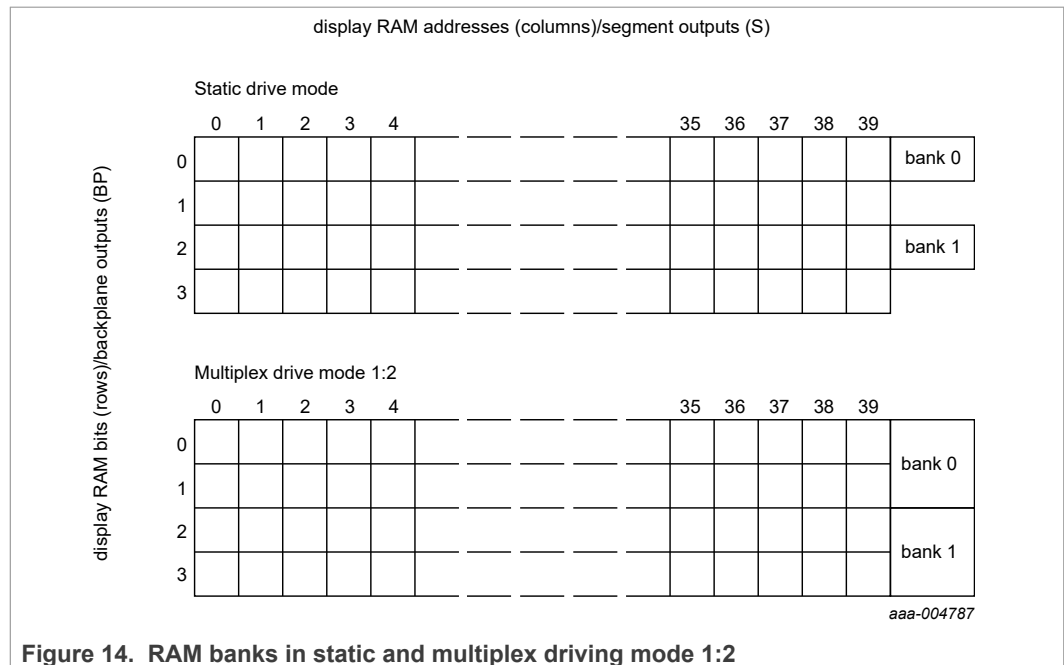 display RAM addresses (columns)/segment outputs (S)
display RAM bits (rows)/backplane outputs (BP)
Static drive mode
0 1 2 3 4 35 36 37 38 39
0 bank 0
1
2 bank 1
3
Multiplex drive mode 1:2
0 1 2 3 4 35 36 37 38 39
0
bank 0
1
2
bank 1
3
aaa-004787
Figure 14. RAM banks in static and multiplex driving mode 1:2